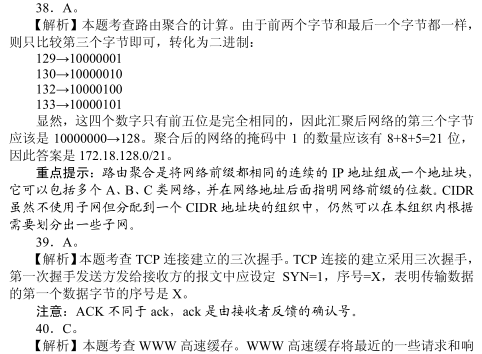 38．A。
【解析】本题考查路由聚合的计算。由于前两个字节和最后一个字节都一样，
则只比较第三个字节即可，转化为二进制：
129→10000001
130→10000010
132→10000100
133→10000101
显然，这四个数字只有前五位是完全相同的，因此汇聚后网络的第三个字节
应该是 10000000→128。聚合后的网络的掩码中 1 的数量应该有 8+8+5=21 位，
因此答案是 172.18.128.0/21。
重点提示：路由聚合是将网络前缀都相同的连续的 IP 地址组成一个地址块，
它可以包括多个 A、B、C 类网络，并在网络地址后面指明网络前缀的位数。CIDR
虽然不使用子网但分配到一个 CIDR 地址块的组织中，仍然可以在本组织内根据
需要划分出一些子网。
39．A。
【解析】本题考查 TCP 连接建立的三次握手。TCP 连接的建立采用三次握手，
第一次握手发送方发给接收方的报文中应设定 SYN=1，序号=X，表明传输数据
的第一个数据字节的序号是 X。
注意：ACK 不同于 ack，ack 是由接收者反馈的确认号。
40．C。
【解析】本题考查 WWW 高速缓存。WWW 高速缓存将最近的一些请求和响